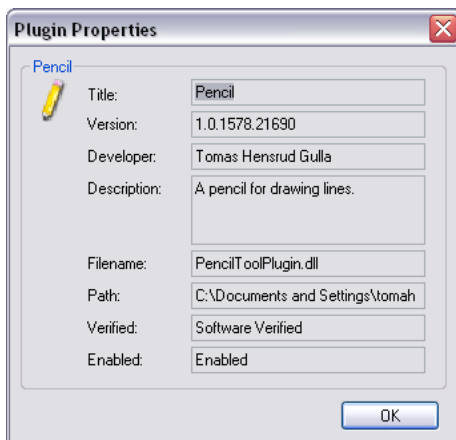 Plugin Properties
Pencil
Title: Pencil
Version: 1.0.1578.21690
Developer: Tomas Hensrud Gulla
Description: A pencil for drawing lines.
Filename: PencilToolPlugin.dll
Path: C:\Documents and Settings\tomah
Verified: Software Verified
Enabled: Enabled
OK